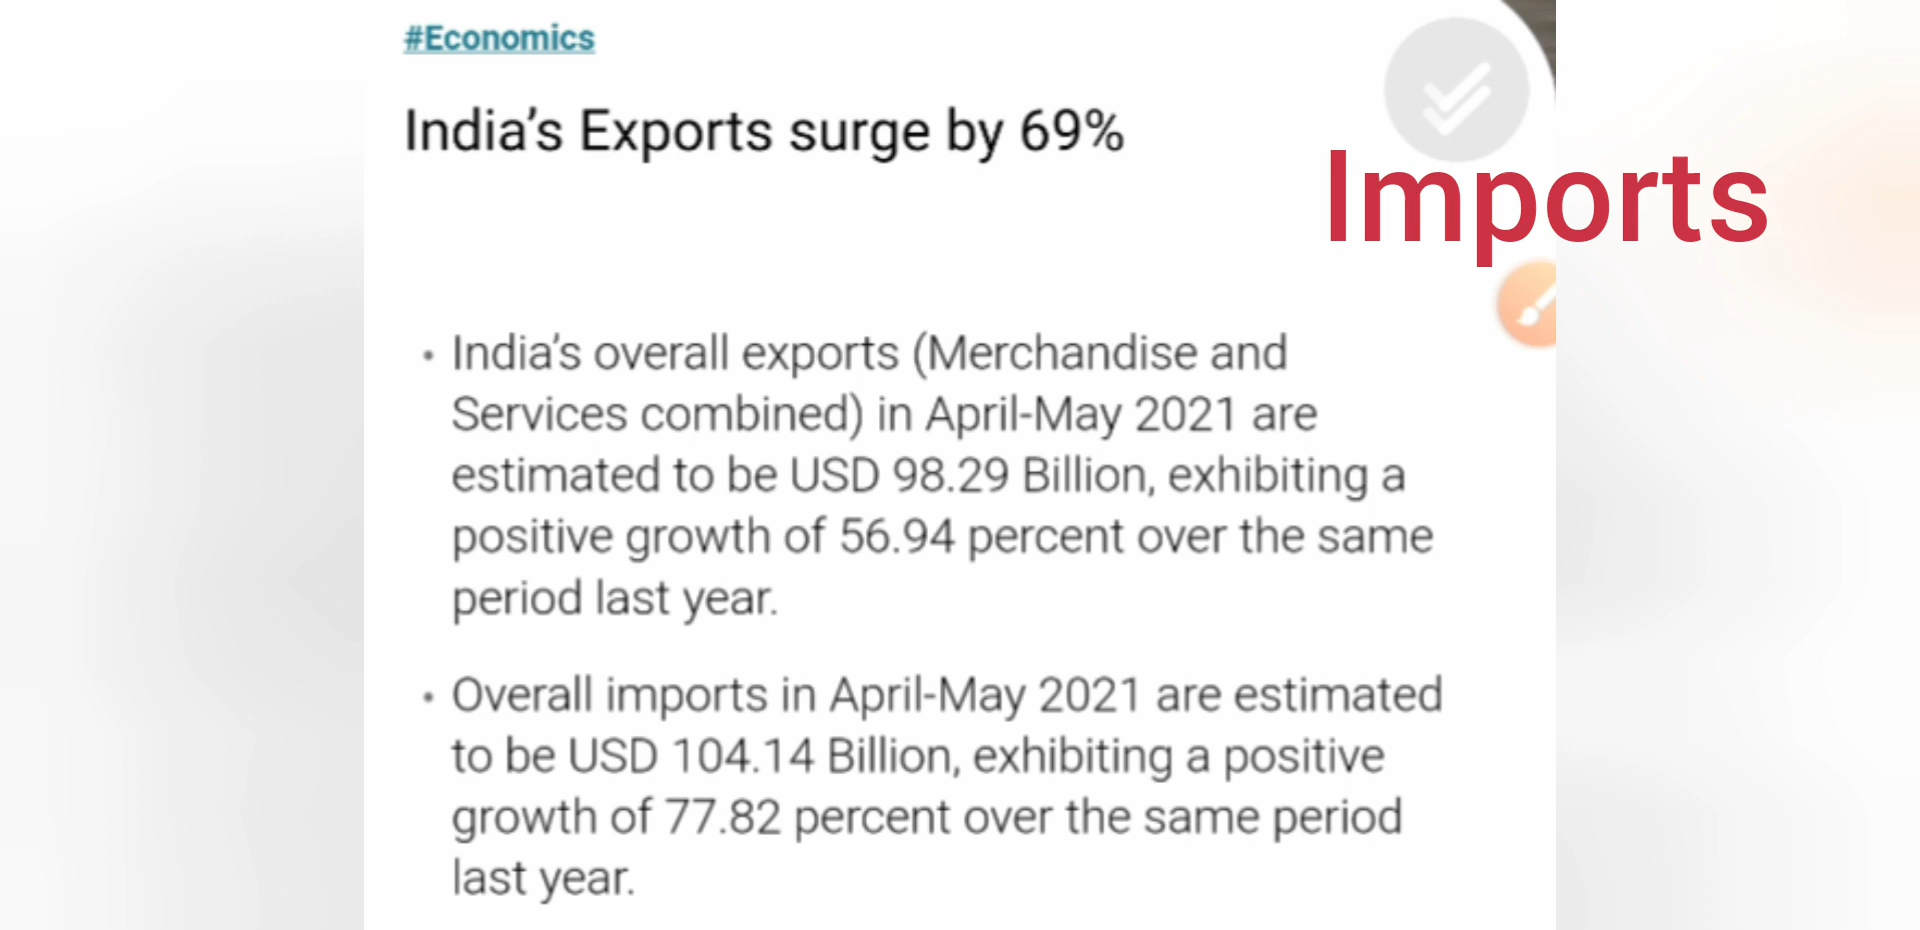 #Economics
India's Exports surge by 69%
Imports
• India's overall exports (Merchandise and
Services combined) in April-May 2021 are
estimated to be USD 98.29 Billion, exhibiting a
positive growth of 56.94 percent over the same
period last year.
• Overall imports in April-May 2021 are estimated
to be USD 104.14 Billion, exhibiting a positive
growth of 77.82 percent over the same period
last year.